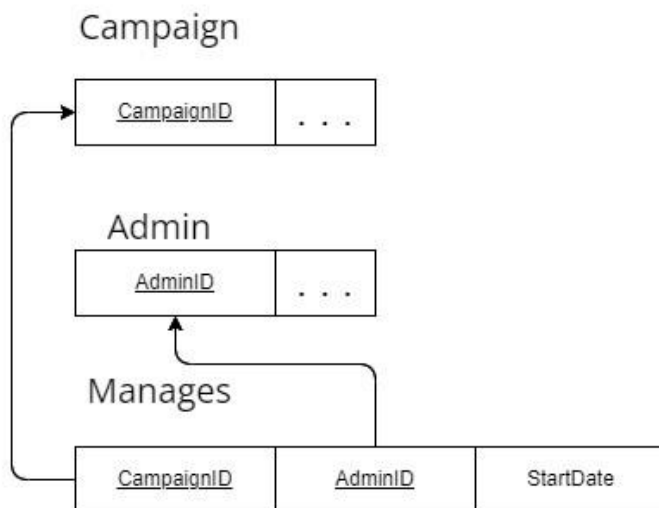 Campaign
CampaignID . . .
Admin
AdminID . . .
Manages
CampaignID AdminID StartDate